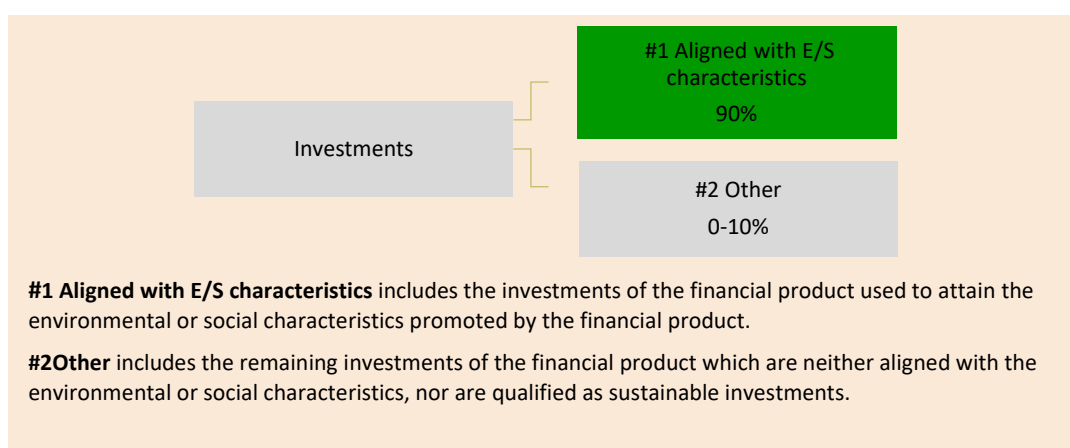 #1 Aligned with E/S
characteristics
90%
Investments
#2 Other
0-10%
#1 Aligned with E/S characteristics includes the investments of the financial product used to attain the
environmental or social characteristics promoted by the financial product.
#2Other includes the remaining investments of the financial product which are neither aligned with the
environmental or social characteristics, nor are qualified as sustainable investments.